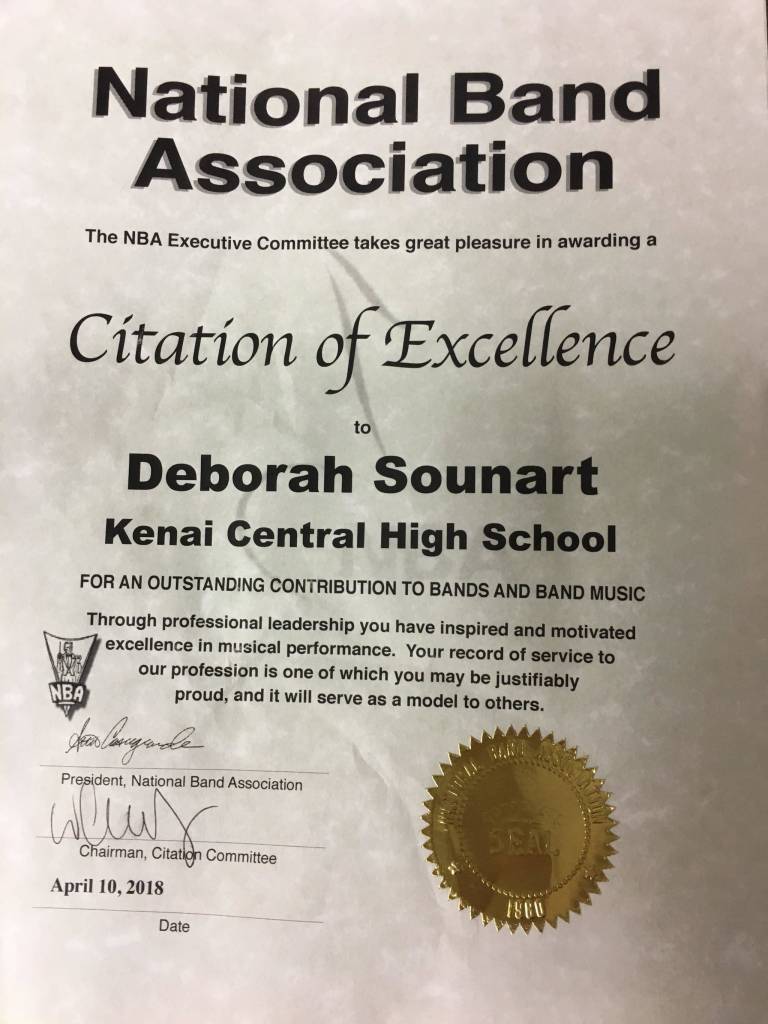 National Band
Association
The NBA Executive Committee takes great pleasure in awarding a
Citation of Excellence
to
Deborah Sounart
Kenai Central High School
FOR AN OUTSTANDING CONTRIBUTION TO BANDS AND BAND MUSIC
Through professional leadership you have inspired and motivated
excellence in musical performance. Your record of service to
our profession is one of which you may be justifiably
proud, and it will serve as a model to others.
NBA
President, National Band Association
Chairman, Citation Committee
April 10, 2018
Date
NATIONAL BAND ASSOCIATION
SEAL
1960